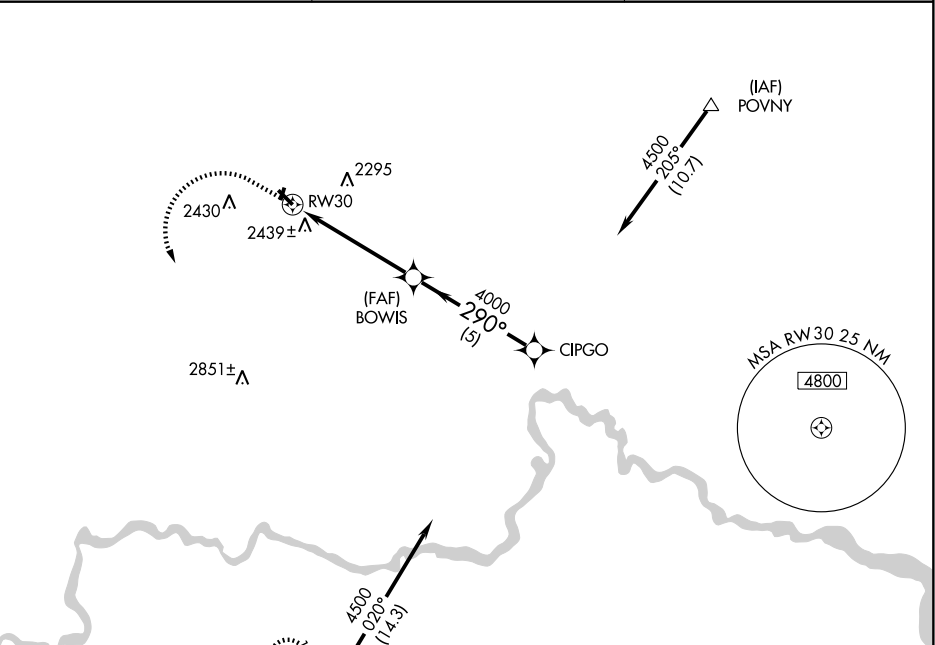 (IAF)
POVNY
4500
205°
(10.7)
2295
RW30
2430
2439±
(FAF)
BOWIS
4000
290°
(5)
CIPGO
2851±
MSA RW30 25 NM
4800
4500
020°
(14.3)